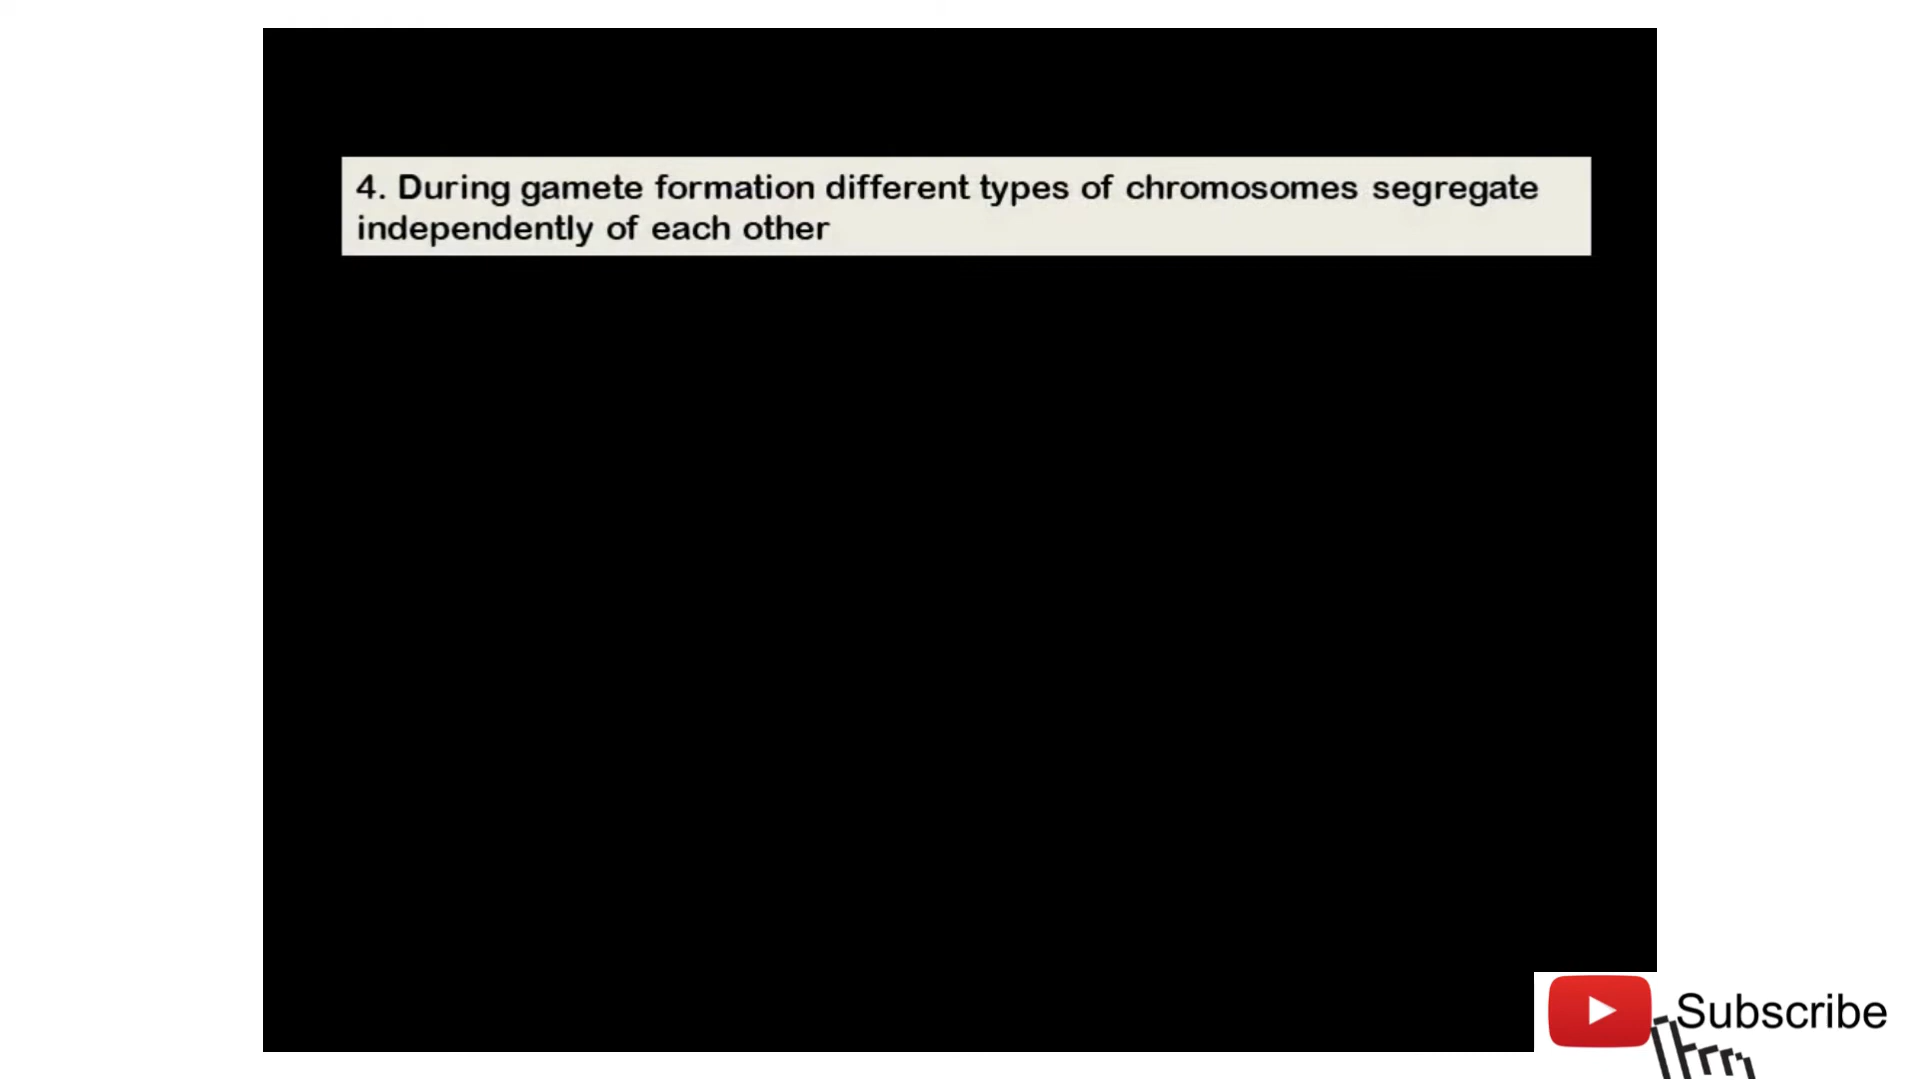 4. During gamete formation different types of chromosomes segregate
independently of each other
Subscribe